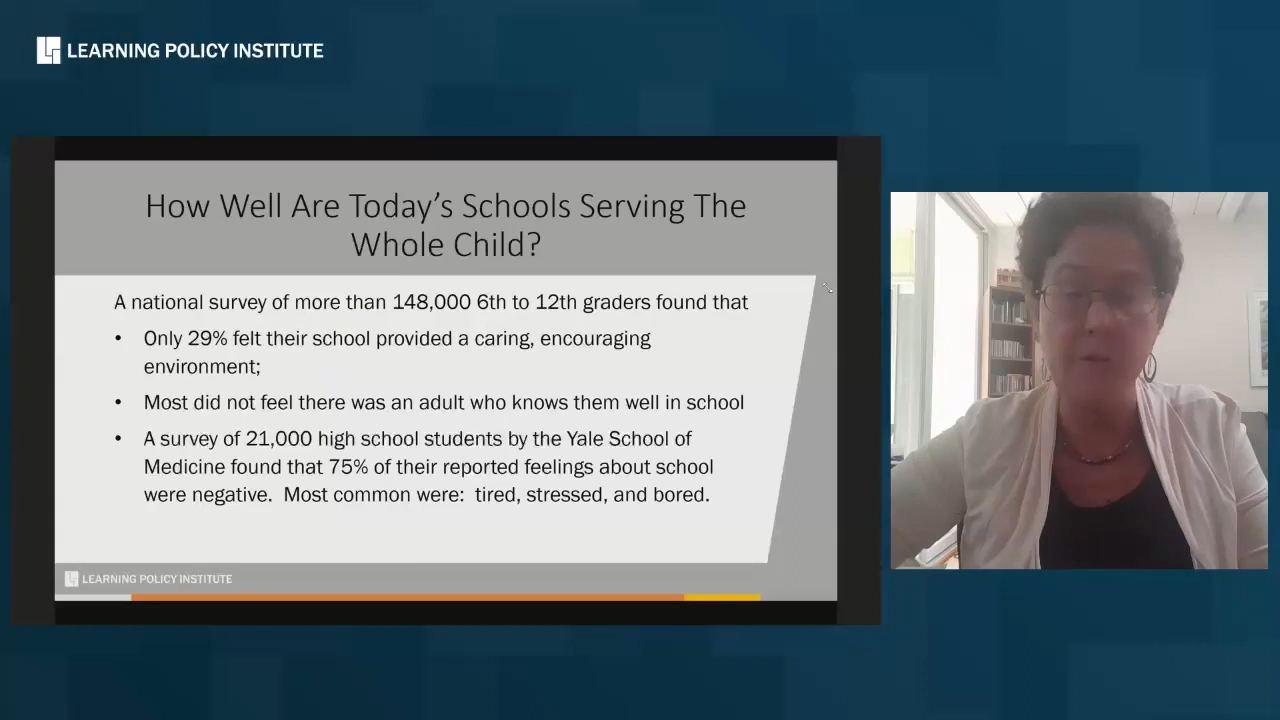 LEARNING POLICY INSTITUTE
How Well Are Today's Schools Serving The
Whole Child?
A national survey of more than 148,000 6th to 12th graders found that
• Only 29% felt their school provided a caring, encouraging
environment;
• Most did not feel there was an adult who knows them well in school
• A survey of 21,000 high school students by the Yale School of
Medicine found that 75% of their reported feelings about school
were negative. Most common were: tired, stressed, and bored.
LEARNING POLICY INSTITUTE